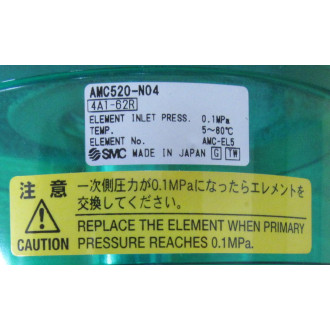 AMC520-N04
4A1-62R
ELEMENT INLET PRESS. 0.1MPa
TEMP. 5~80℃
ELEMENT No. AMC-EL5
SMC MADE IN JAPAN G TW
注意 一次側圧力が0.1MPaになったらエレメントを
交換してください。
REPLACE THE ELEMENT WHEN PRIMARY
CAUTION PRESSURE REACHES 0.1MPa.